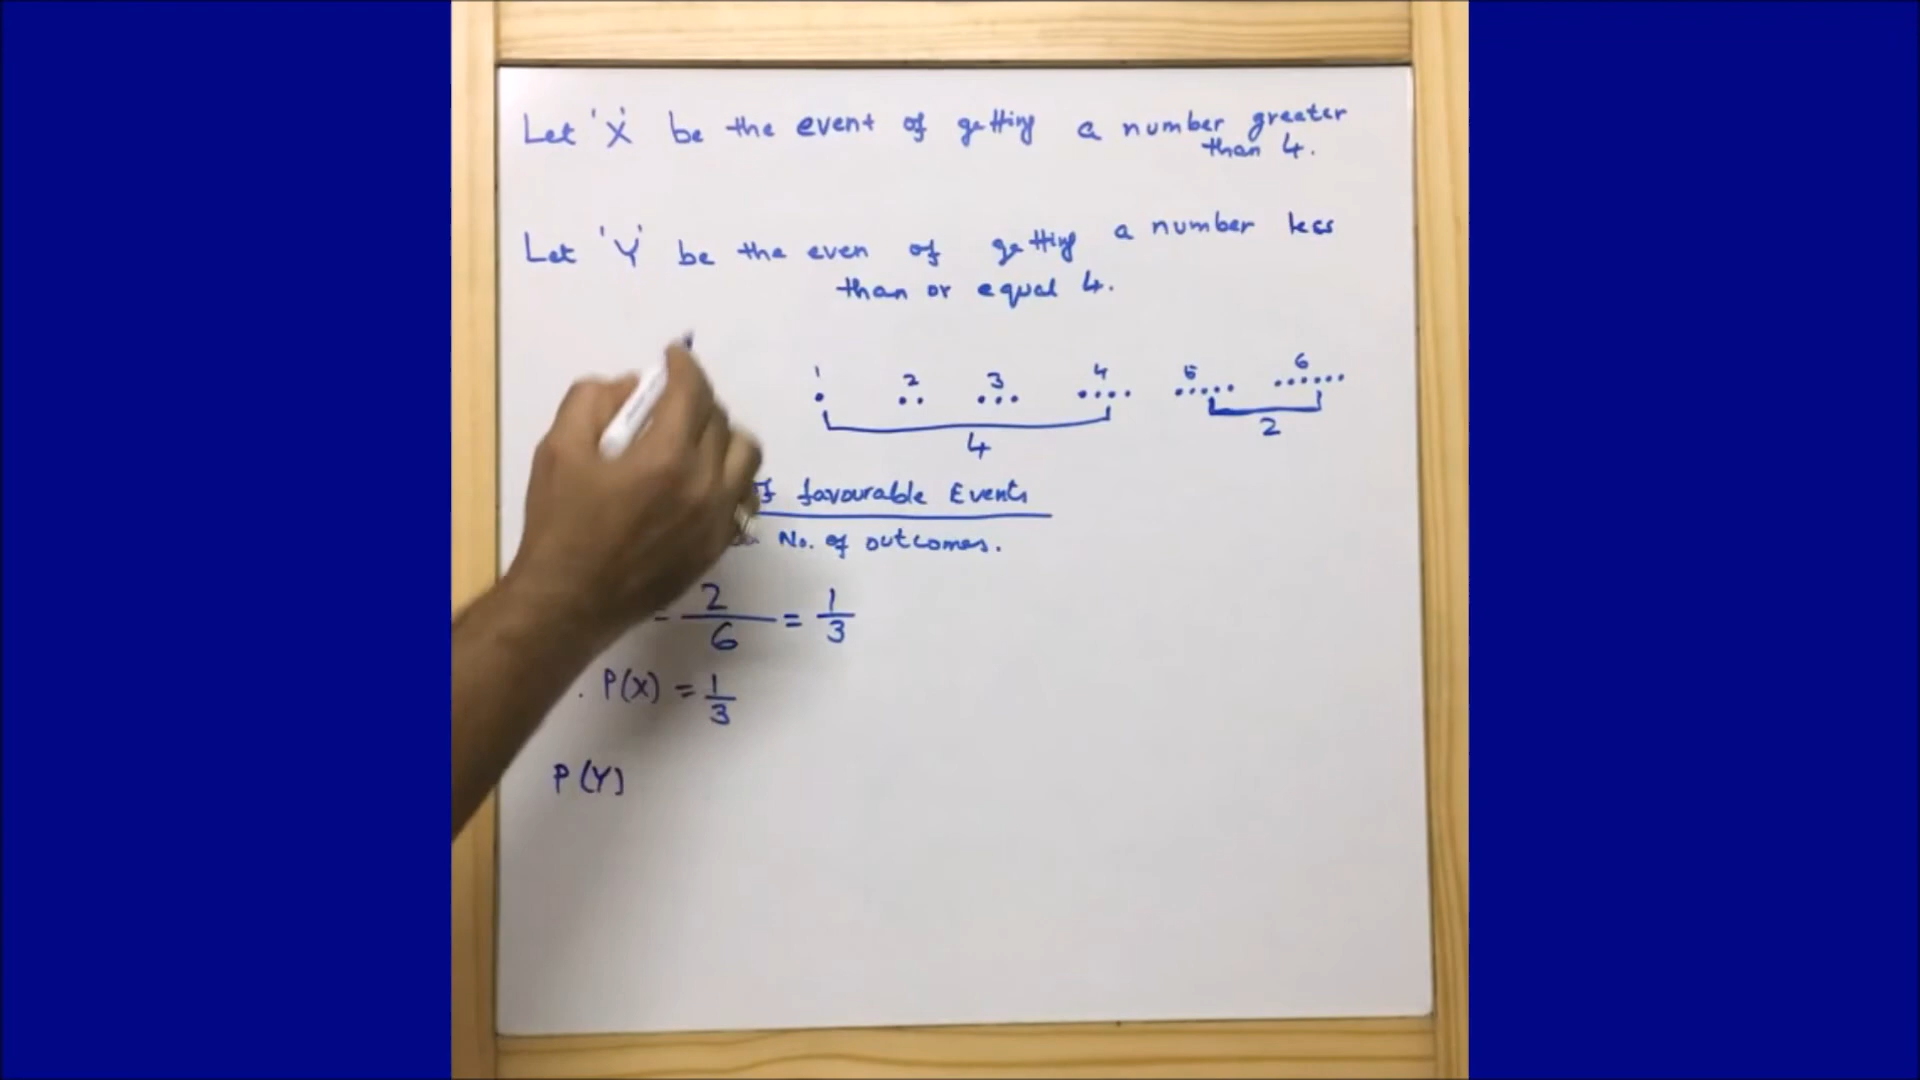 Let 'X' be the event of getting a number greater
than 4.
Let 'Y' be the even of getting a number less
than or equal 4.
1 2 3 4 5 6
4 2
of favourable Events
No. of outcomes.
- 2/6 = 1/3
. P(X) = 1/3
P(Y)